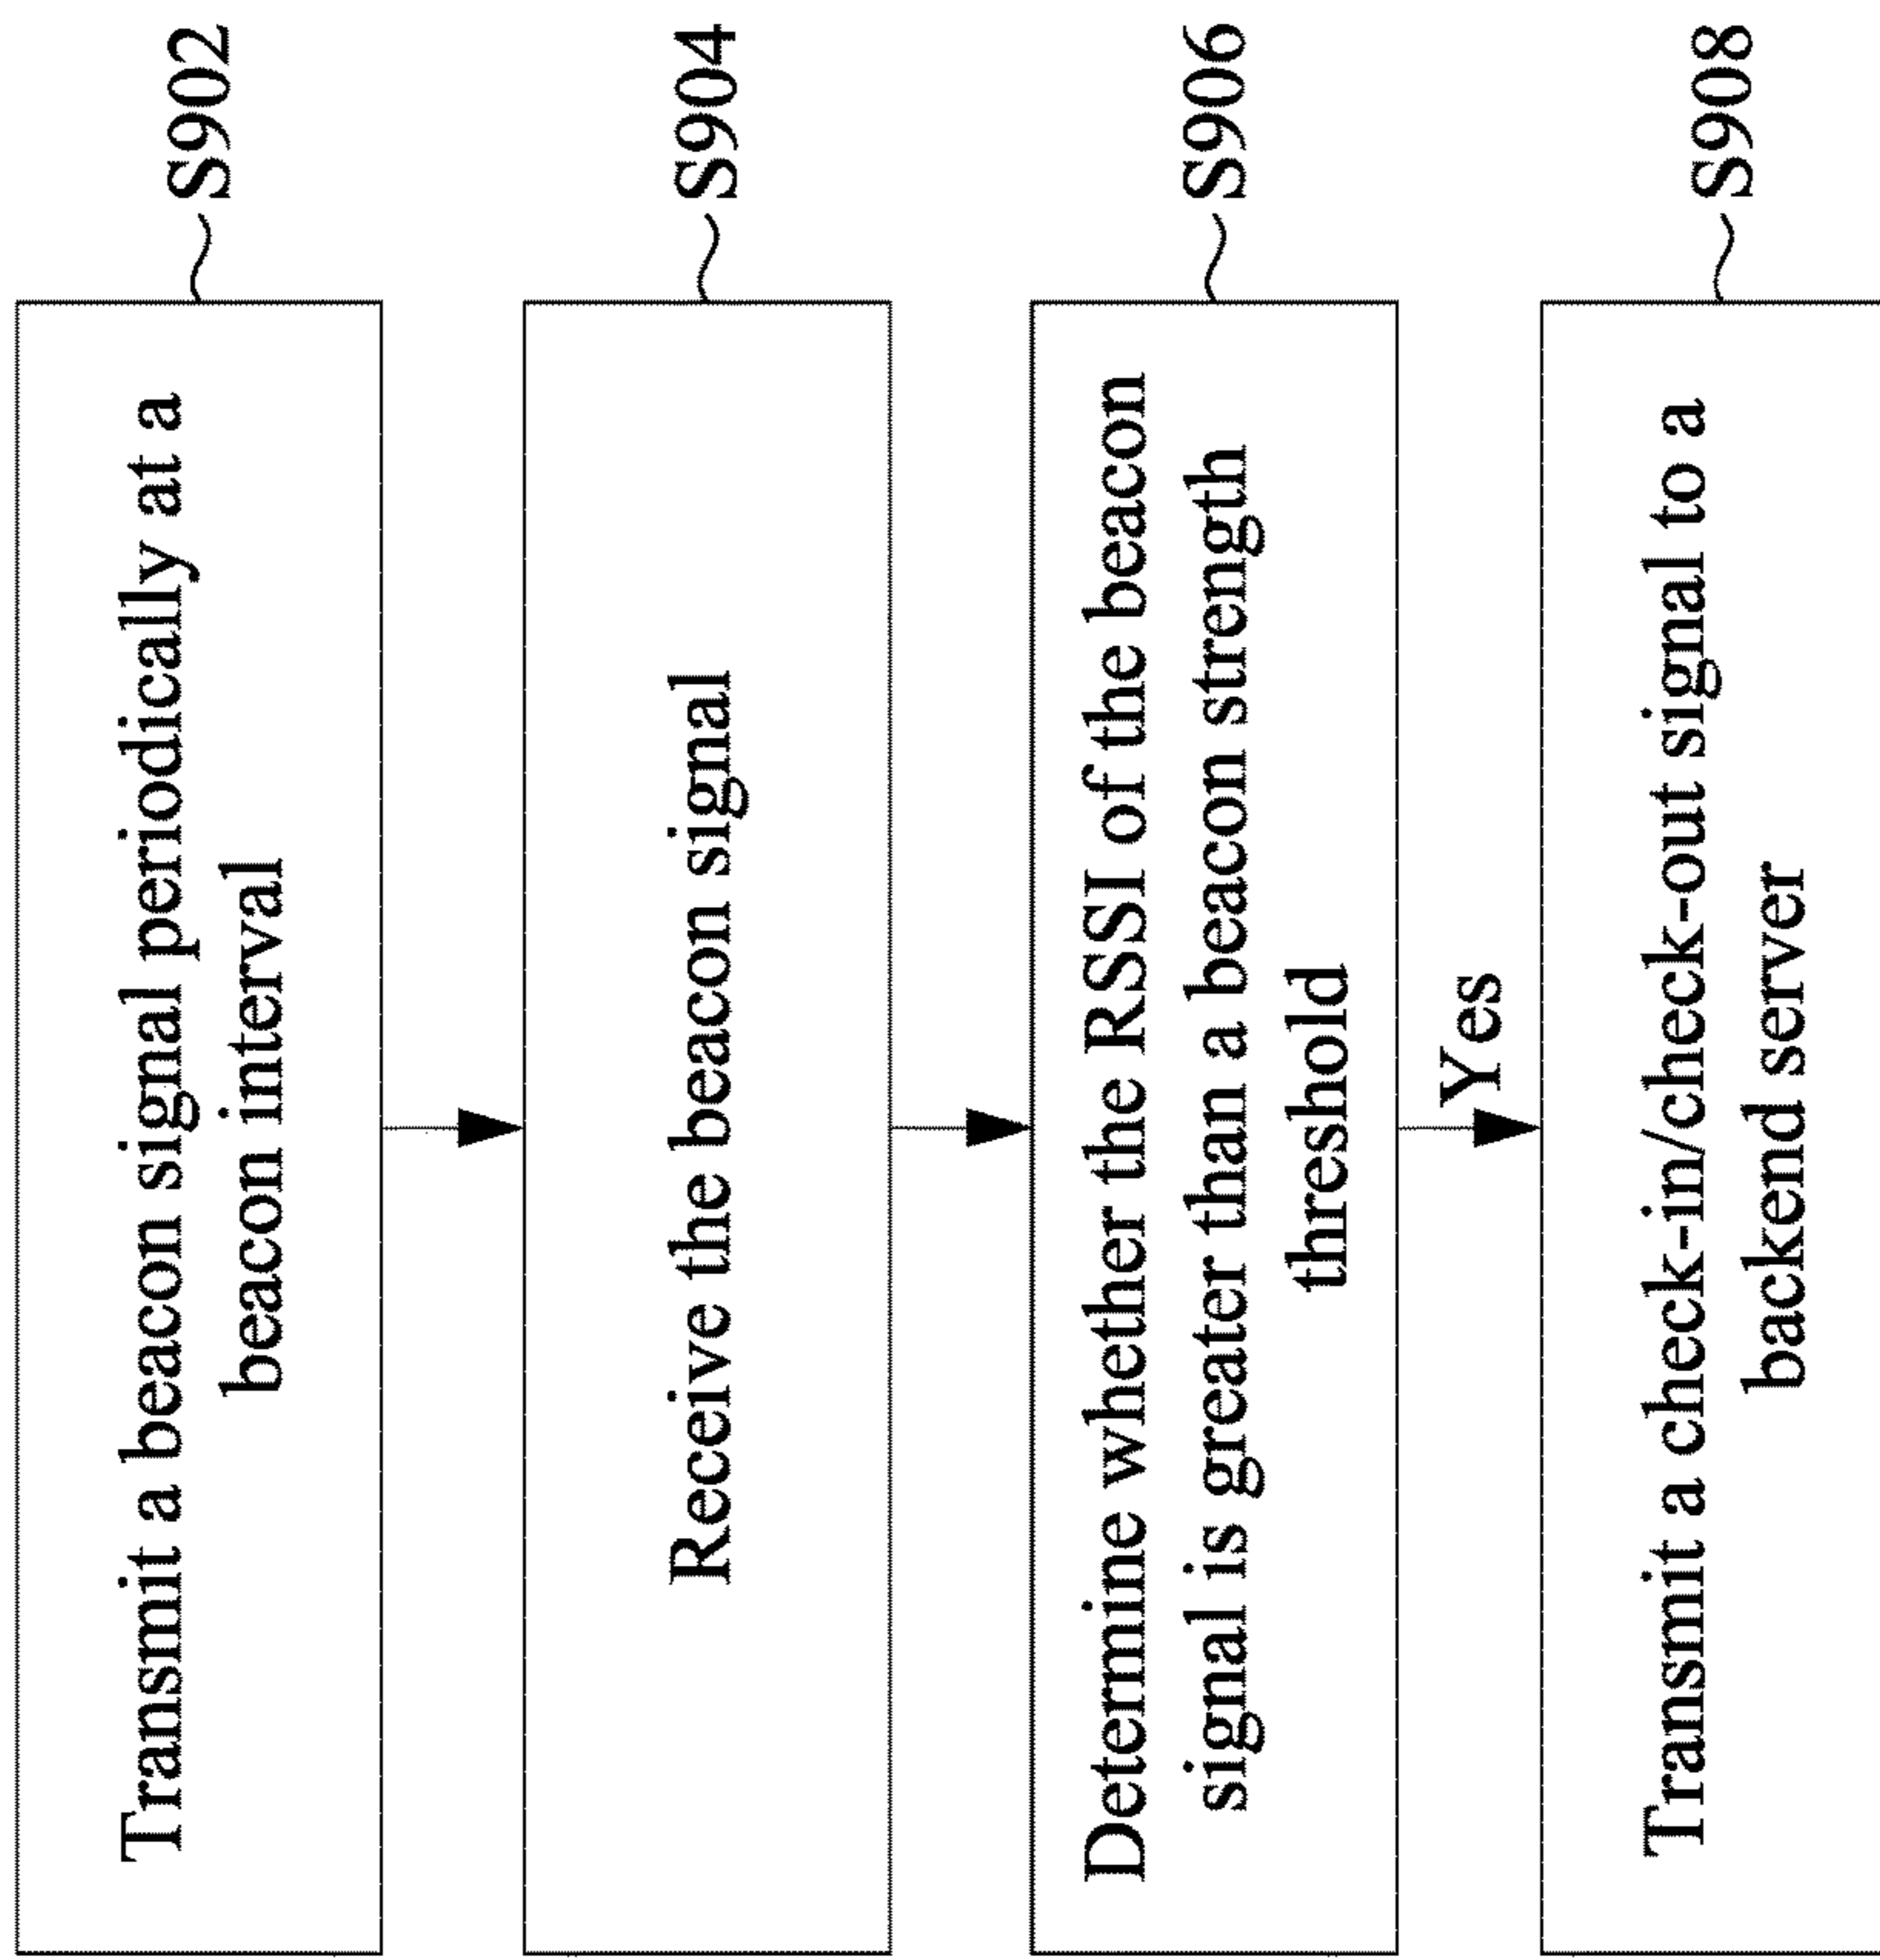 Transmit a beacon signal periodically at a
beacon interval
S902
Receive the beacon signal
S904
Determine whether the RSSI of the beacon
signal is greater than a beacon strength
threshold
S906
Yes
Transmit a check-in/check-out signal to a
backend server
S908